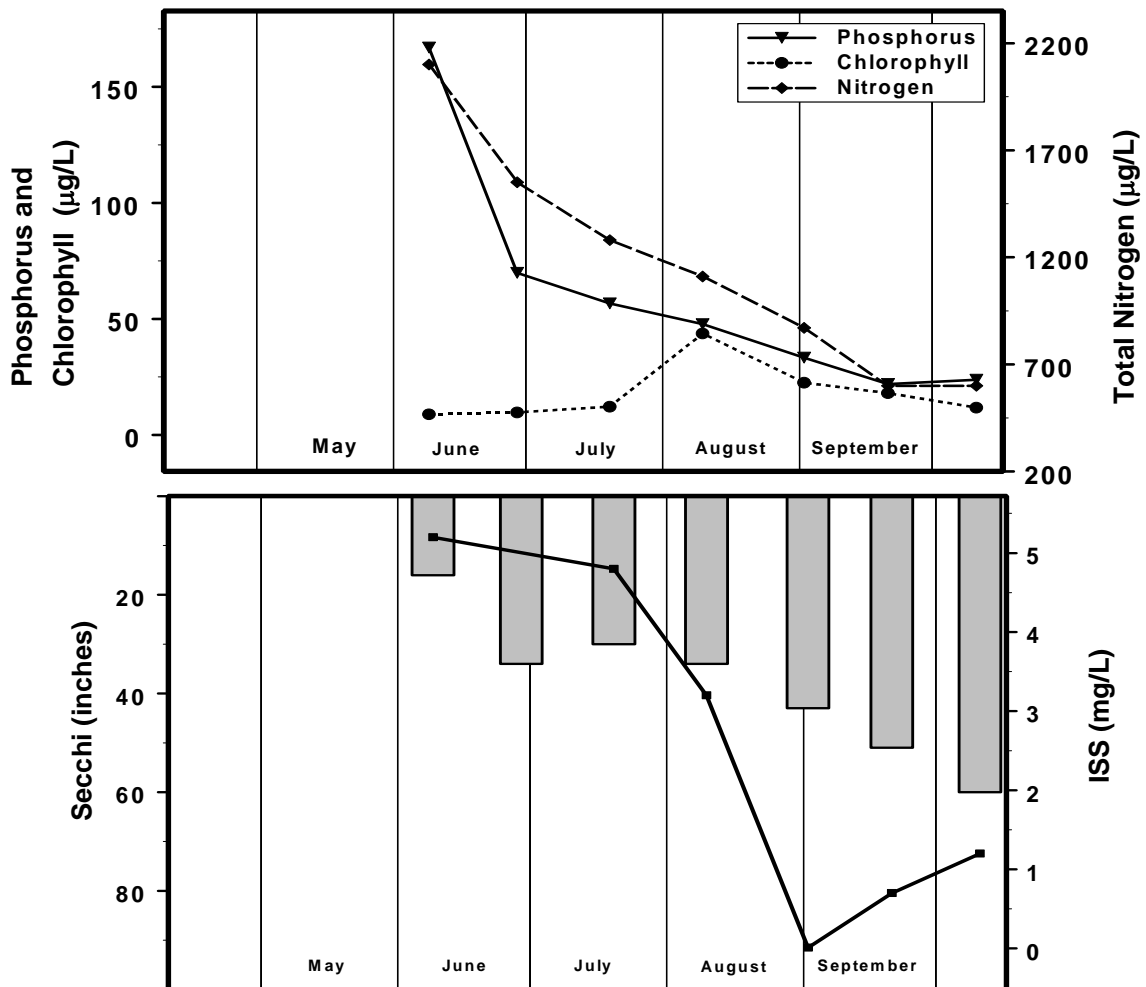 Phosphorus
Chlorophyll
Nitrogen
Phosphorus and
Chlorophyll (µg/L)
150
100
50
0
2200
1700
1200
700
200
Total Nitrogen (µg/L)
May June July August September
Secchi (inches)
20
40
60
80
5
4
3
2
1
0
ISS (mg/L)
May June July August September